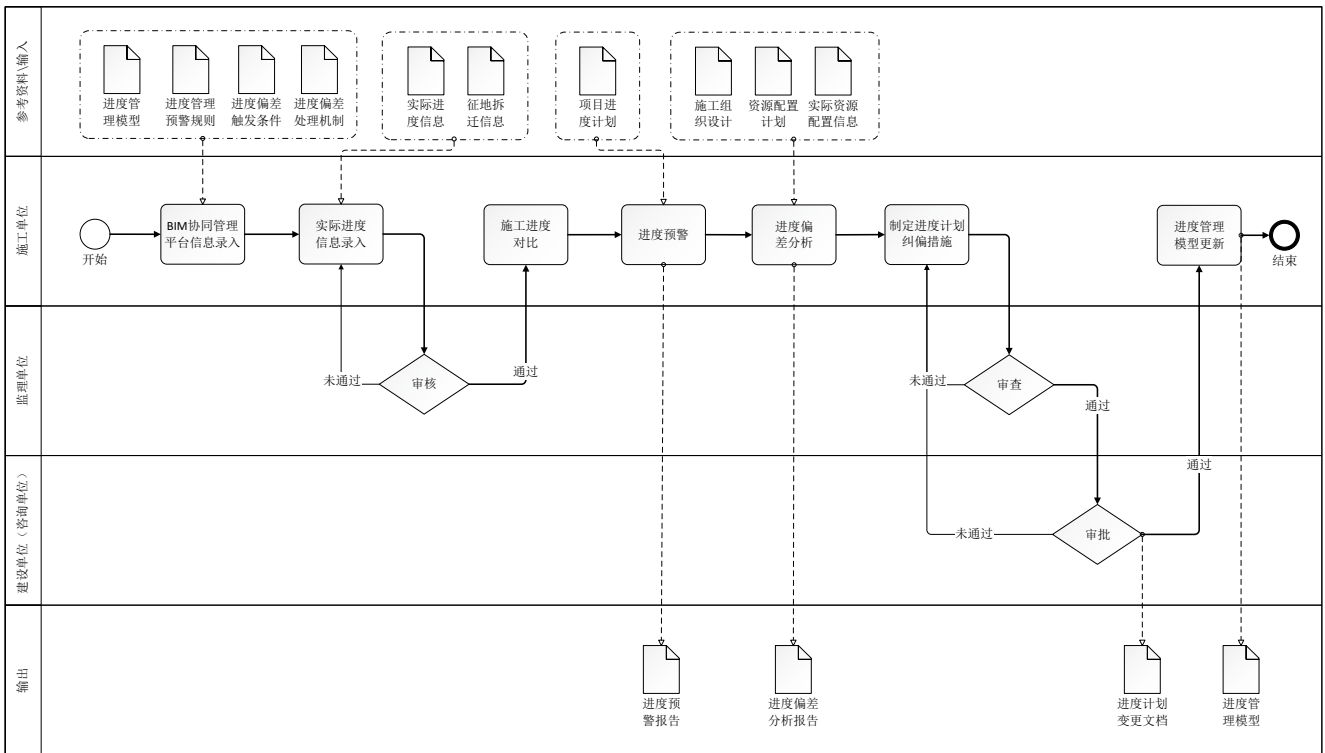 参考资料\输入
进度管
理模型
进度管理
预警规则
进度偏差
触发条件
进度偏差
处理机制
实际进
度信息
征地拆
迁信息
项目进
度计划
施工组
织设计
资源配置
计划
实际资源
配置信息
施工单位
开始
BIM协同管理
平台信息录入
实际进度
信息录入
施工进度
对比
进度预警
进度偏
差分析
制定进度计划
纠偏措施
进度管理
模型更新
结束
监理单位
未通过
审核
通过
未通过
审查
通过
建设单位（咨询单位）
未通过
审批
通过
输出
进度预
警报告
进度偏差
分析报告
进度计划
变更文档
进度管
理模型